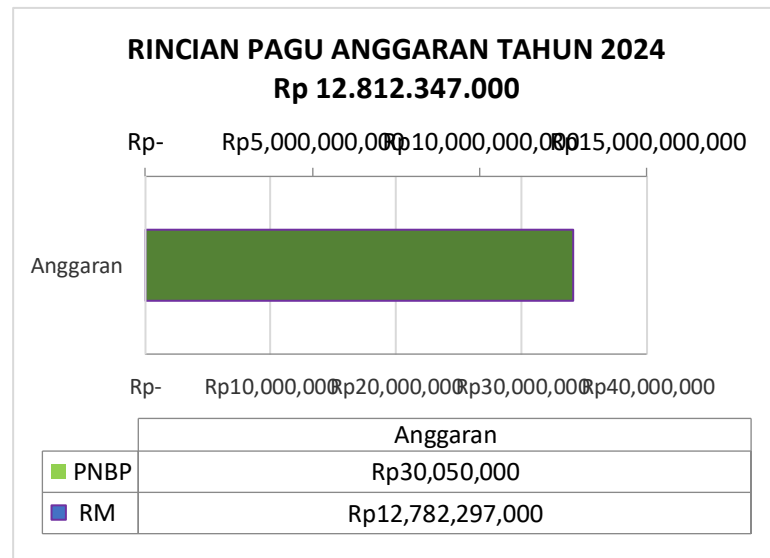 RINCIAN PAGU ANGGARAN TAHUN 2024
Rp 12.812.347.000
Rp- Rp5,000,000,000 Rp10,000,000,000 Rp15,000,000,000
Anggaran
Rp- Rp10,000,000 Rp20,000,000 Rp30,000,000 Rp40,000,000
Anggaran
PNBP Rp30,050,000
RM Rp12,782,297,000